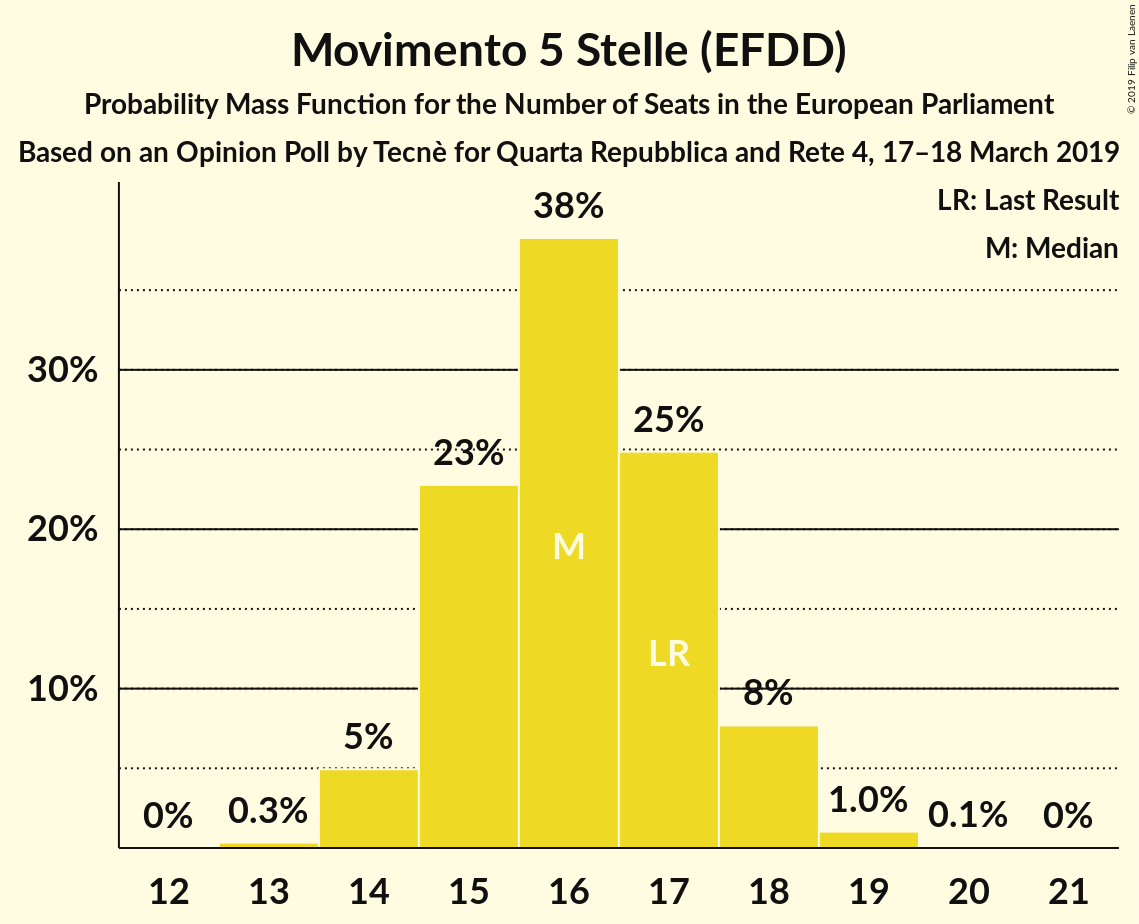 Movimento 5 Stelle (EFDD)
Probability Mass Function for the Number of Seats in the European Parliament
Based on an Opinion Poll by Tecnè for Quarta Repubblica and Rete 4, 17–18 March 2019
© 2019 Filip van Laenen
LR: Last Result
M: Median
38%
30%
25%
23%
20%
M
LR
10%
8%
5%
0%
0.3%
1.0%
0.1%
0%
12 13 14 15 16 17 18 19 20 21